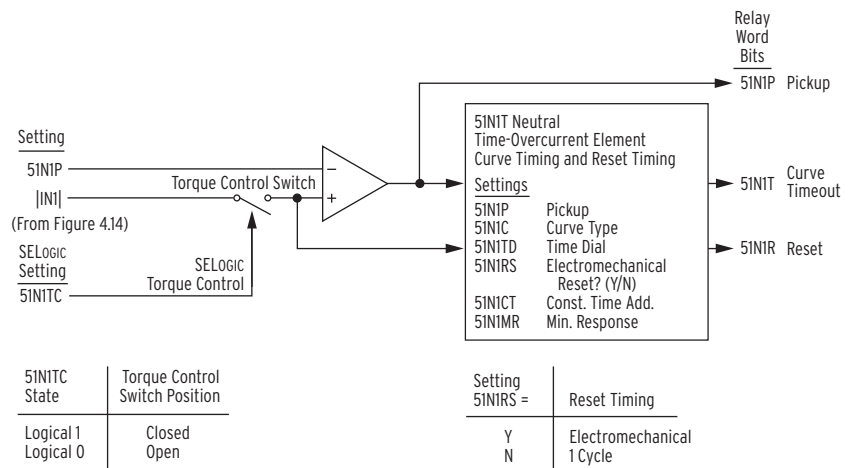 Relay
Word
Bits
51N1P Pickup
Setting
51N1P
|IN1|
(From Figure 4.14)
Torque Control Switch
−
+
SELOGIC
Setting
51N1TC
SELOGIC
Torque Control
51N1T Neutral
Time-Overcurrent Element
Curve Timing and Reset Timing
Settings
51N1P Pickup
51N1C Curve Type
51N1TD Time Dial
51N1RS Electromechanical
Reset? (Y/N)
51N1CT Const. Time Add.
51N1MR Min. Response
51N1T Curve
Timeout
51N1R Reset
51N1TC Torque Control
State Switch Position
Logical 1 Closed
Logical 0 Open
Setting
51N1RS = Reset Timing
Y Electromechanical
N 1 Cycle